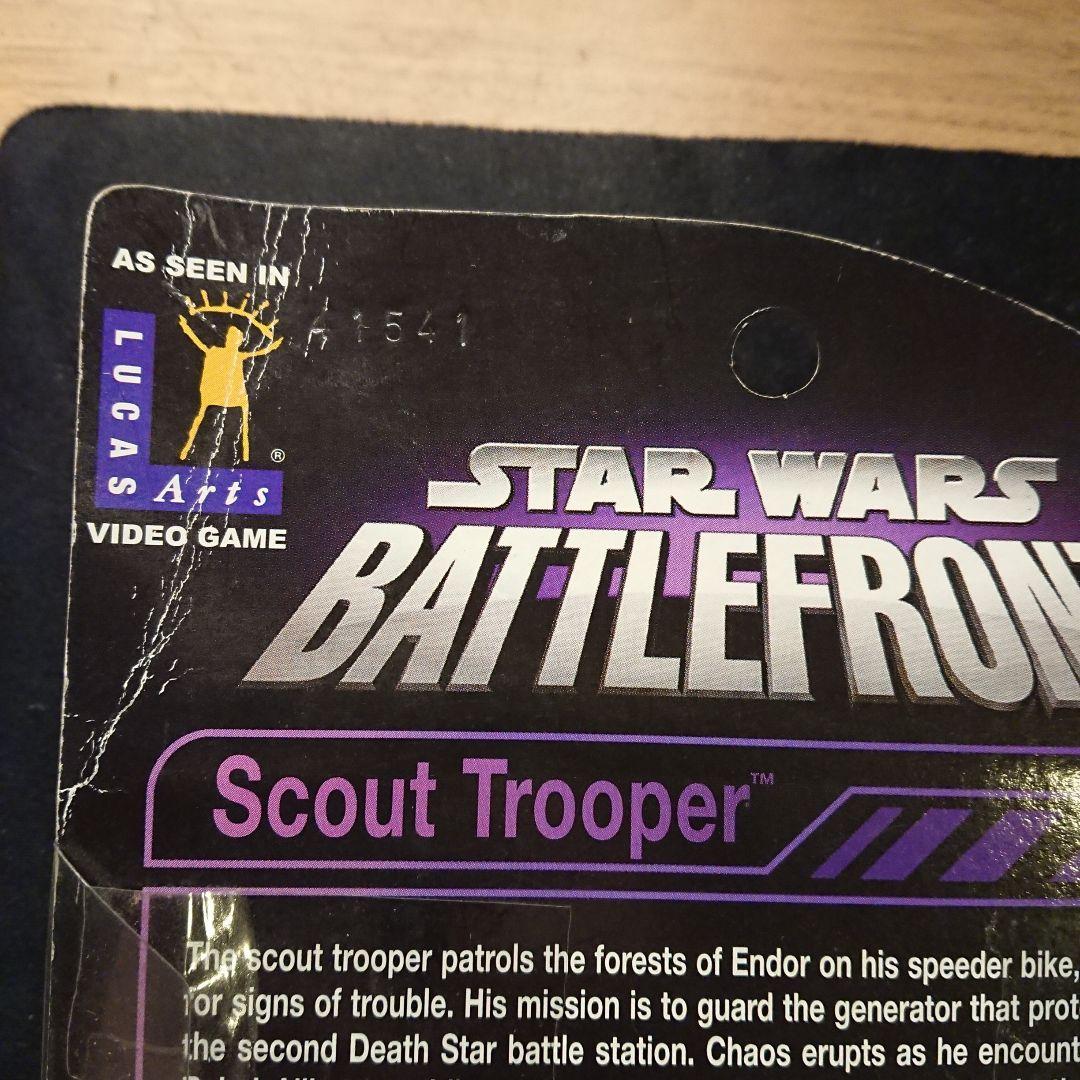 AS SEEN IN
LUCAS
Arts
®
VIDEO GAME
1541
STAR WARS
BATTLEFRONT
Scout Trooper™
The scout trooper patrols the forests of Endor on his speeder bike,
for signs of trouble. His mission is to guard the generator that prot
the second Death Star battle station. Chaos erupts as he encount